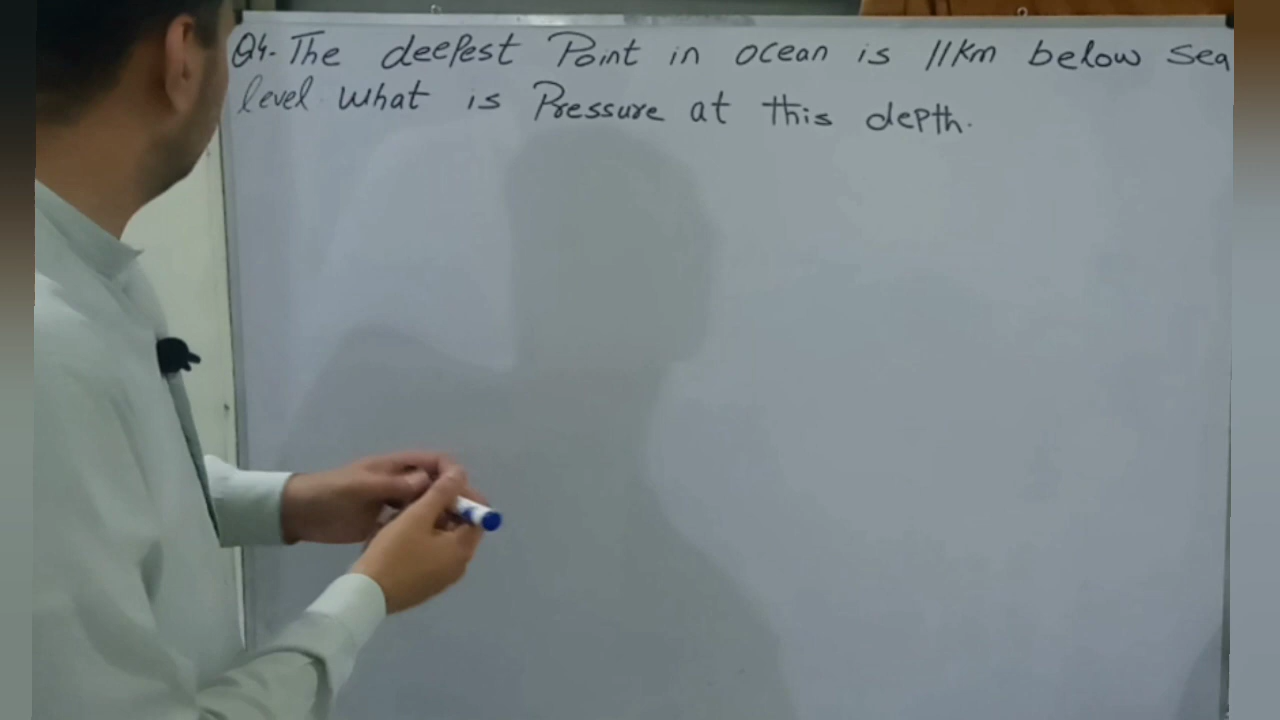 Q4. The deepest Point in ocean is 11km below sea
level what is Pressure at this depth.